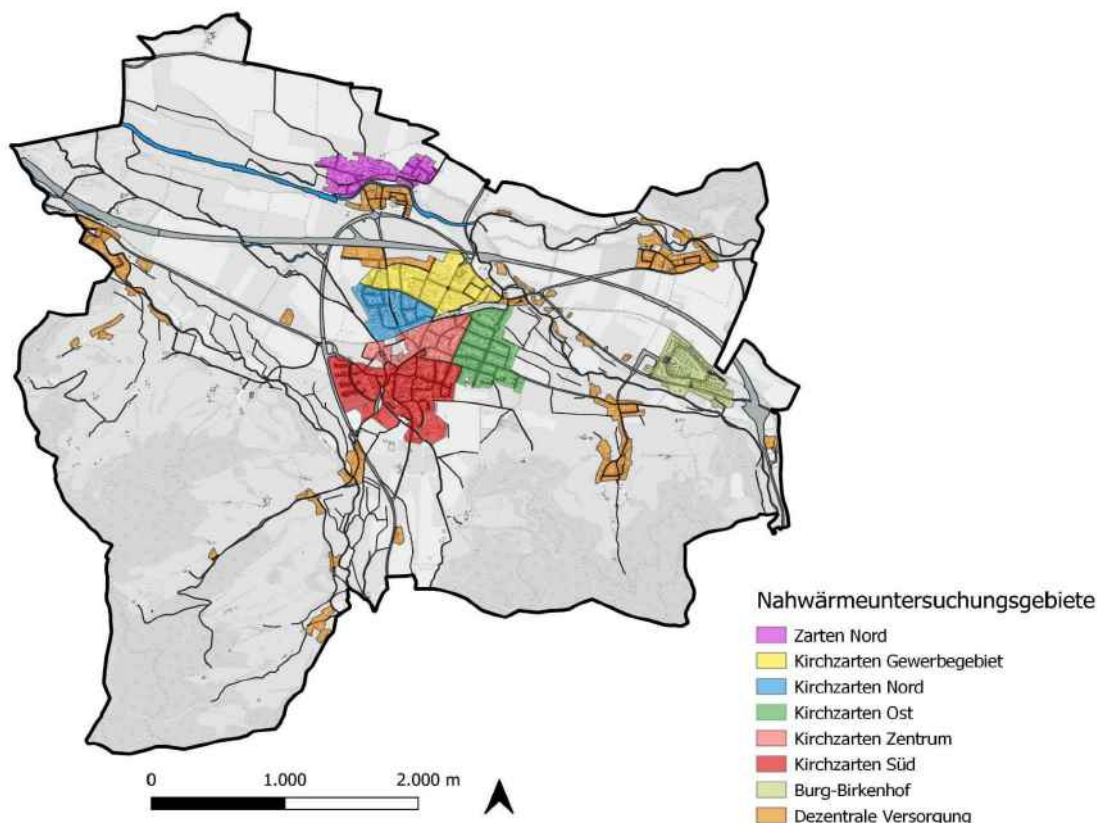 Nahwärmeuntersuchungsgebiete
Zarten Nord
Kirchzarten Gewerbegebiet
Kirchzarten Nord
Kirchzarten Ost
Kirchzarten Zentrum
Kirchzarten Süd
Burg-Birkenhof
Dezentrale Versorgung
0 1.000 2.000 m